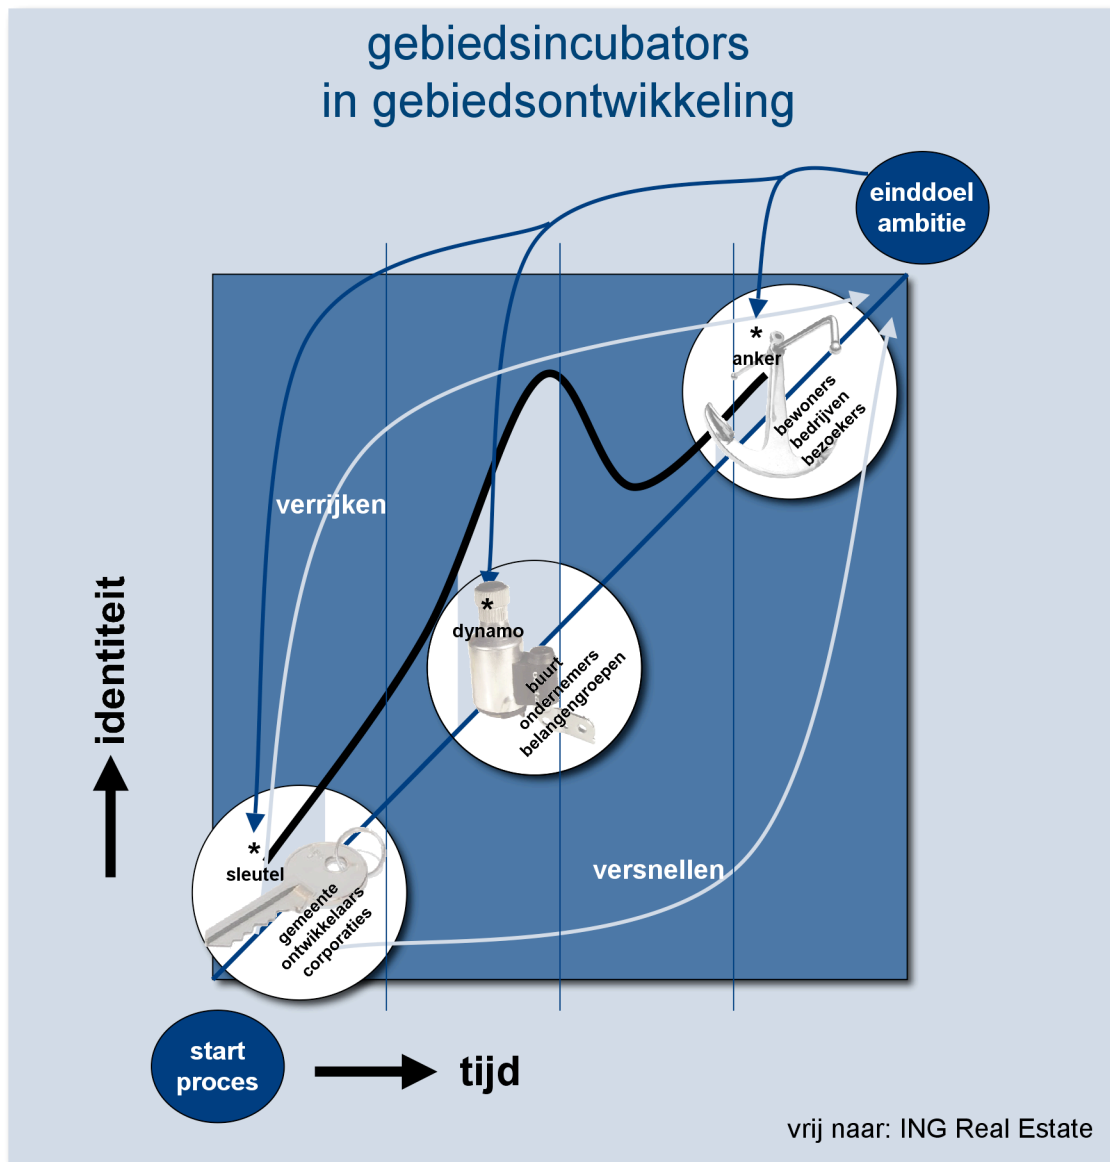 gebiedsincubators
in gebiedsontwikkeling
einddoel
ambitie
*
anker
bewoners
bedrijven
bezoekers
verrijken
*
dynamo
buurt
ondernemers
belangengroepen
identiteit
versnellen
*
sleutel
gemeente
ontwikkelaars
corporaties
start
proces
tijd
vrij naar: ING Real Estate